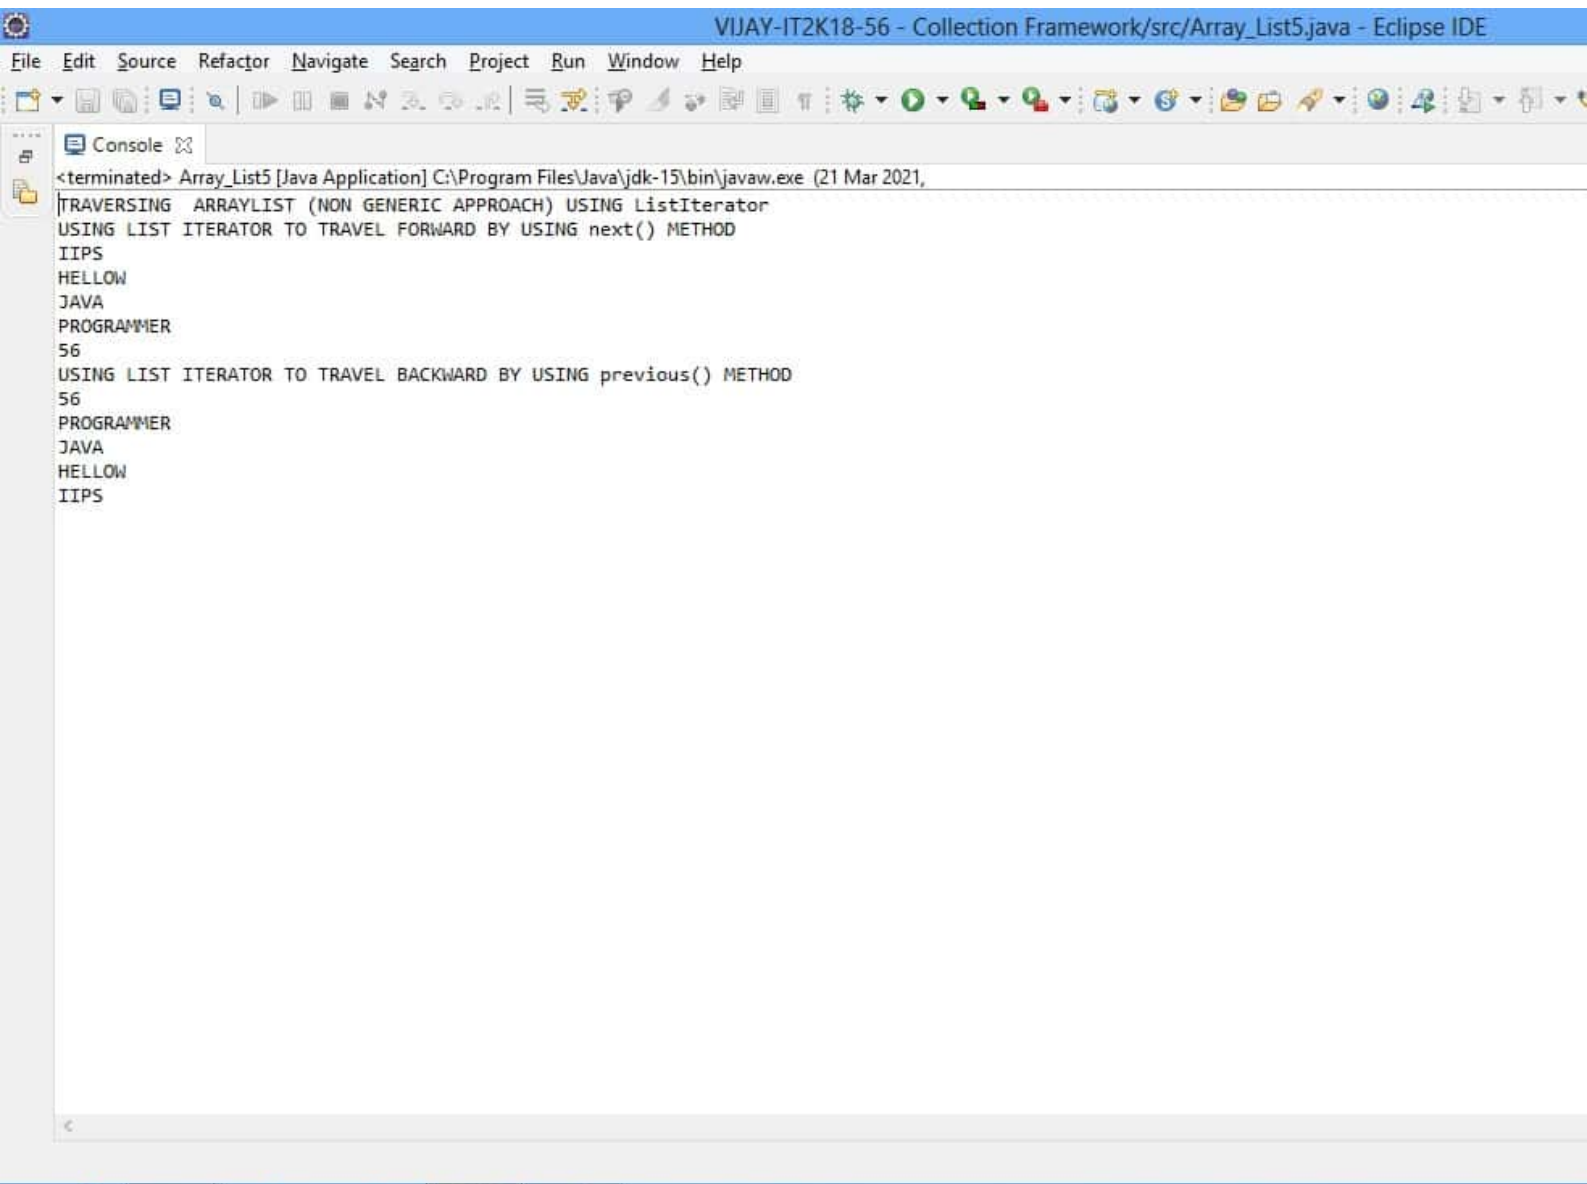 VIJAY-IT2K18-56 - Collection Framework/src/Array_List5.java - Eclipse IDE
File Edit Source Refactor Navigate Search Project Run Window Help
Console
<terminated> Array_List5 [Java Application] C:\Program Files\Java\jdk-15\bin\javaw.exe (21 Mar 2021,
TRAVERSING  ARRAYLIST (NON GENERIC APPROACH) USING ListIterator
USING LIST ITERATOR TO TRAVEL FORWARD BY USING next() METHOD
IIPS
HELLOW
JAVA
PROGRAMMER
56
USING LIST ITERATOR TO TRAVEL BACKWARD BY USING previous() METHOD
56
PROGRAMMER
JAVA
HELLOW
IIPS